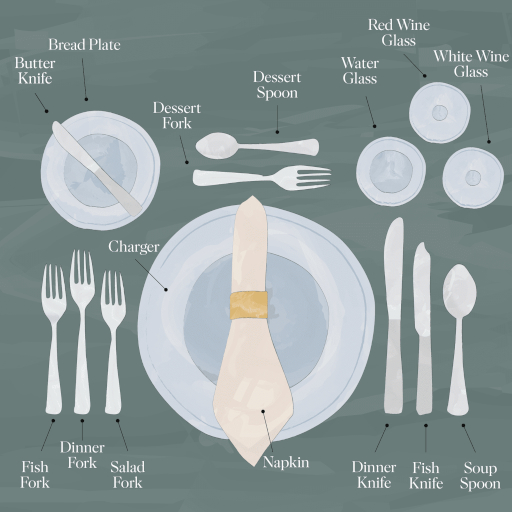 Red Wine
Glass
Bread Plate
Butter
Knife
Water
Glass
White Wine
Glass
Dessert
Spoon
Dessert
Fork
Charger
Napkin
Fish
Fork
Dinner
Fork
Salad
Fork
Dinner
Knife
Fish
Knife
Soup
Spoon